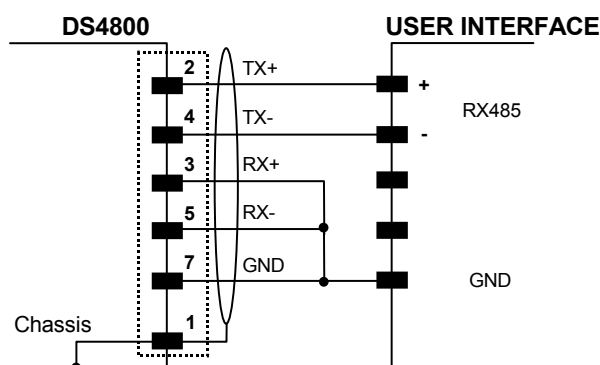 DS4800 USER INTERFACE
2 TX+ +
RX485
4 TX- -
3 RX+
5 RX-
7 GND GND
Chassis 1